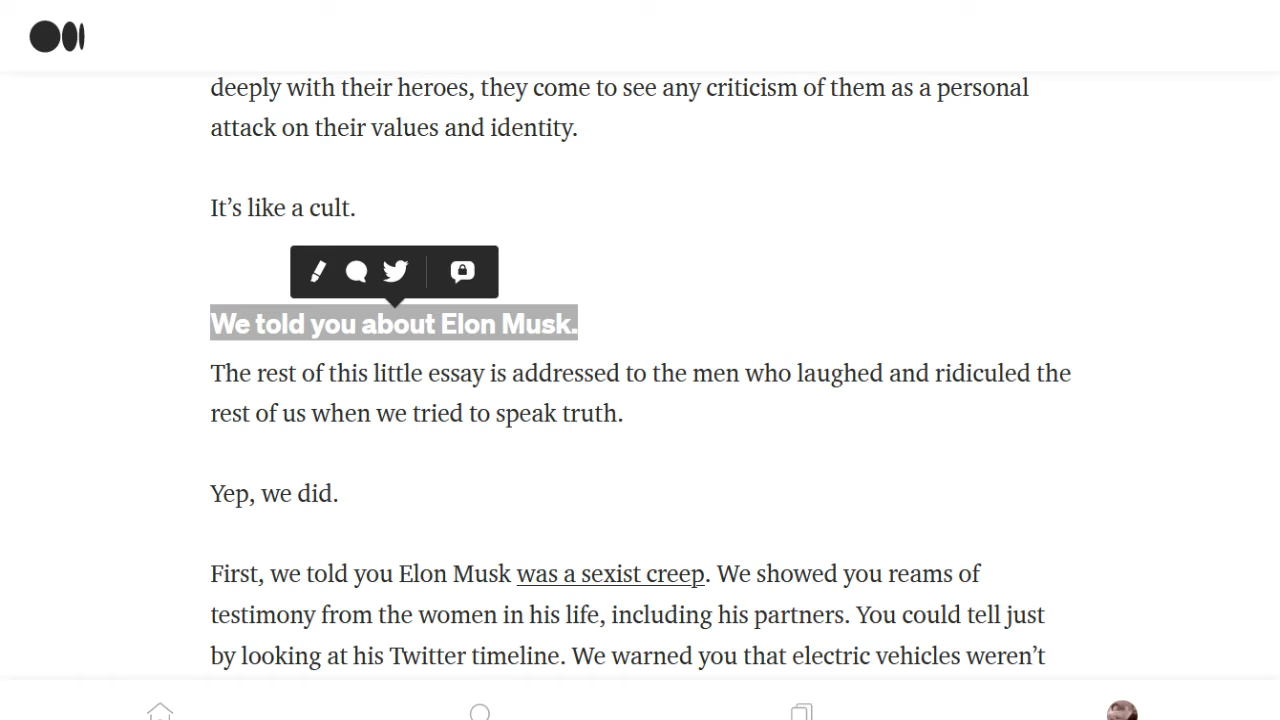 deeply with their heroes, they come to see any criticism of them as a personal
attack on their values and identity.
It’s like a cult.
We told you about Elon Musk.
The rest of this little essay is addressed to the men who laughed and ridiculed the
rest of us when we tried to speak truth.
Yep, we did.
First, we told you Elon Musk was a sexist creep. We showed you reams of
testimony from the women in his life, including his partners. You could tell just
by looking at his Twitter timeline. We warned you that electric vehicles weren’t